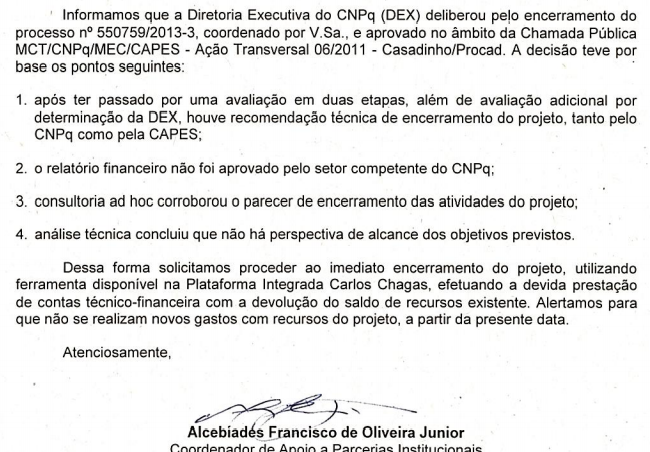 Informamos que a Diretoria Executiva do CNPq (DEX) deliberou pelo encerramento do
processo nº 550759/2013-3, coordenado por V.Sa., e aprovado no âmbito da Chamada Pública
MCT/CNPq/MEC/CAPES - Ação Transversal 06/2011 - Casadinho/Procad. A decisão teve por
base os pontos seguintes:
1. após ter passado por uma avaliação em duas etapas, além de avaliação adicional por
determinação da DEX, houve recomendação técnica de encerramento do projeto, tanto pelo
CNPq como pela CAPES;
2. o relatório financeiro não foi aprovado pelo setor competente do CNPq;
3. consultoria ad hoc corroborou o parecer de encerramento das atividades do projeto;
4. análise técnica concluiu que não há perspectiva de alcance dos objetivos previstos.
Dessa forma solicitamos proceder ao imediato encerramento do projeto, utilizando
ferramenta disponível na Plataforma Integrada Carlos Chagas, efetuando a devida prestação
de contas técnico-financeira com a devolução do saldo de recursos existente. Alertamos para
que não se realizam novos gastos com recursos do projeto, a partir da presente data.
Atenciosamente,
Alcebiadés Francisco de Oliveira Junior
Coordenador de Apoio a Parcerias Institucionais